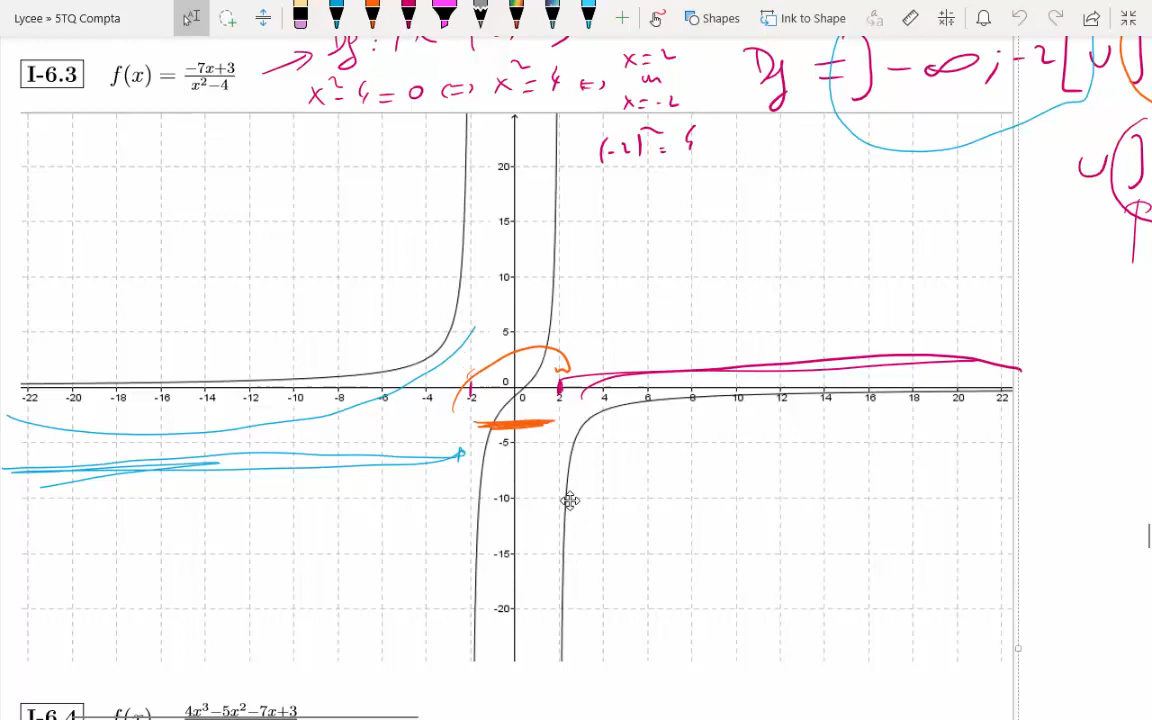 Lycee » 5TQ Compta
Shapes
Ink to Shape
I-6.3 f(x) = \frac{-7x+3}{x^2-4}
x² - 4 = 0 ⇔ x² = 4 ⇔
x = 2
x = -2
(-2)² = 4
= ] -∞ ; -2 [ ∪ ]
∪ ]
20
15
10
5
0
-22 -20 -18 -16 -14 -12 -10 -8 -6 -4 -2 0 2 4 6 8 10 12 14 16 18 20 22
-5
-10
-15
-20
I-6.4 f(x) = 4x³−5x²−7x+3